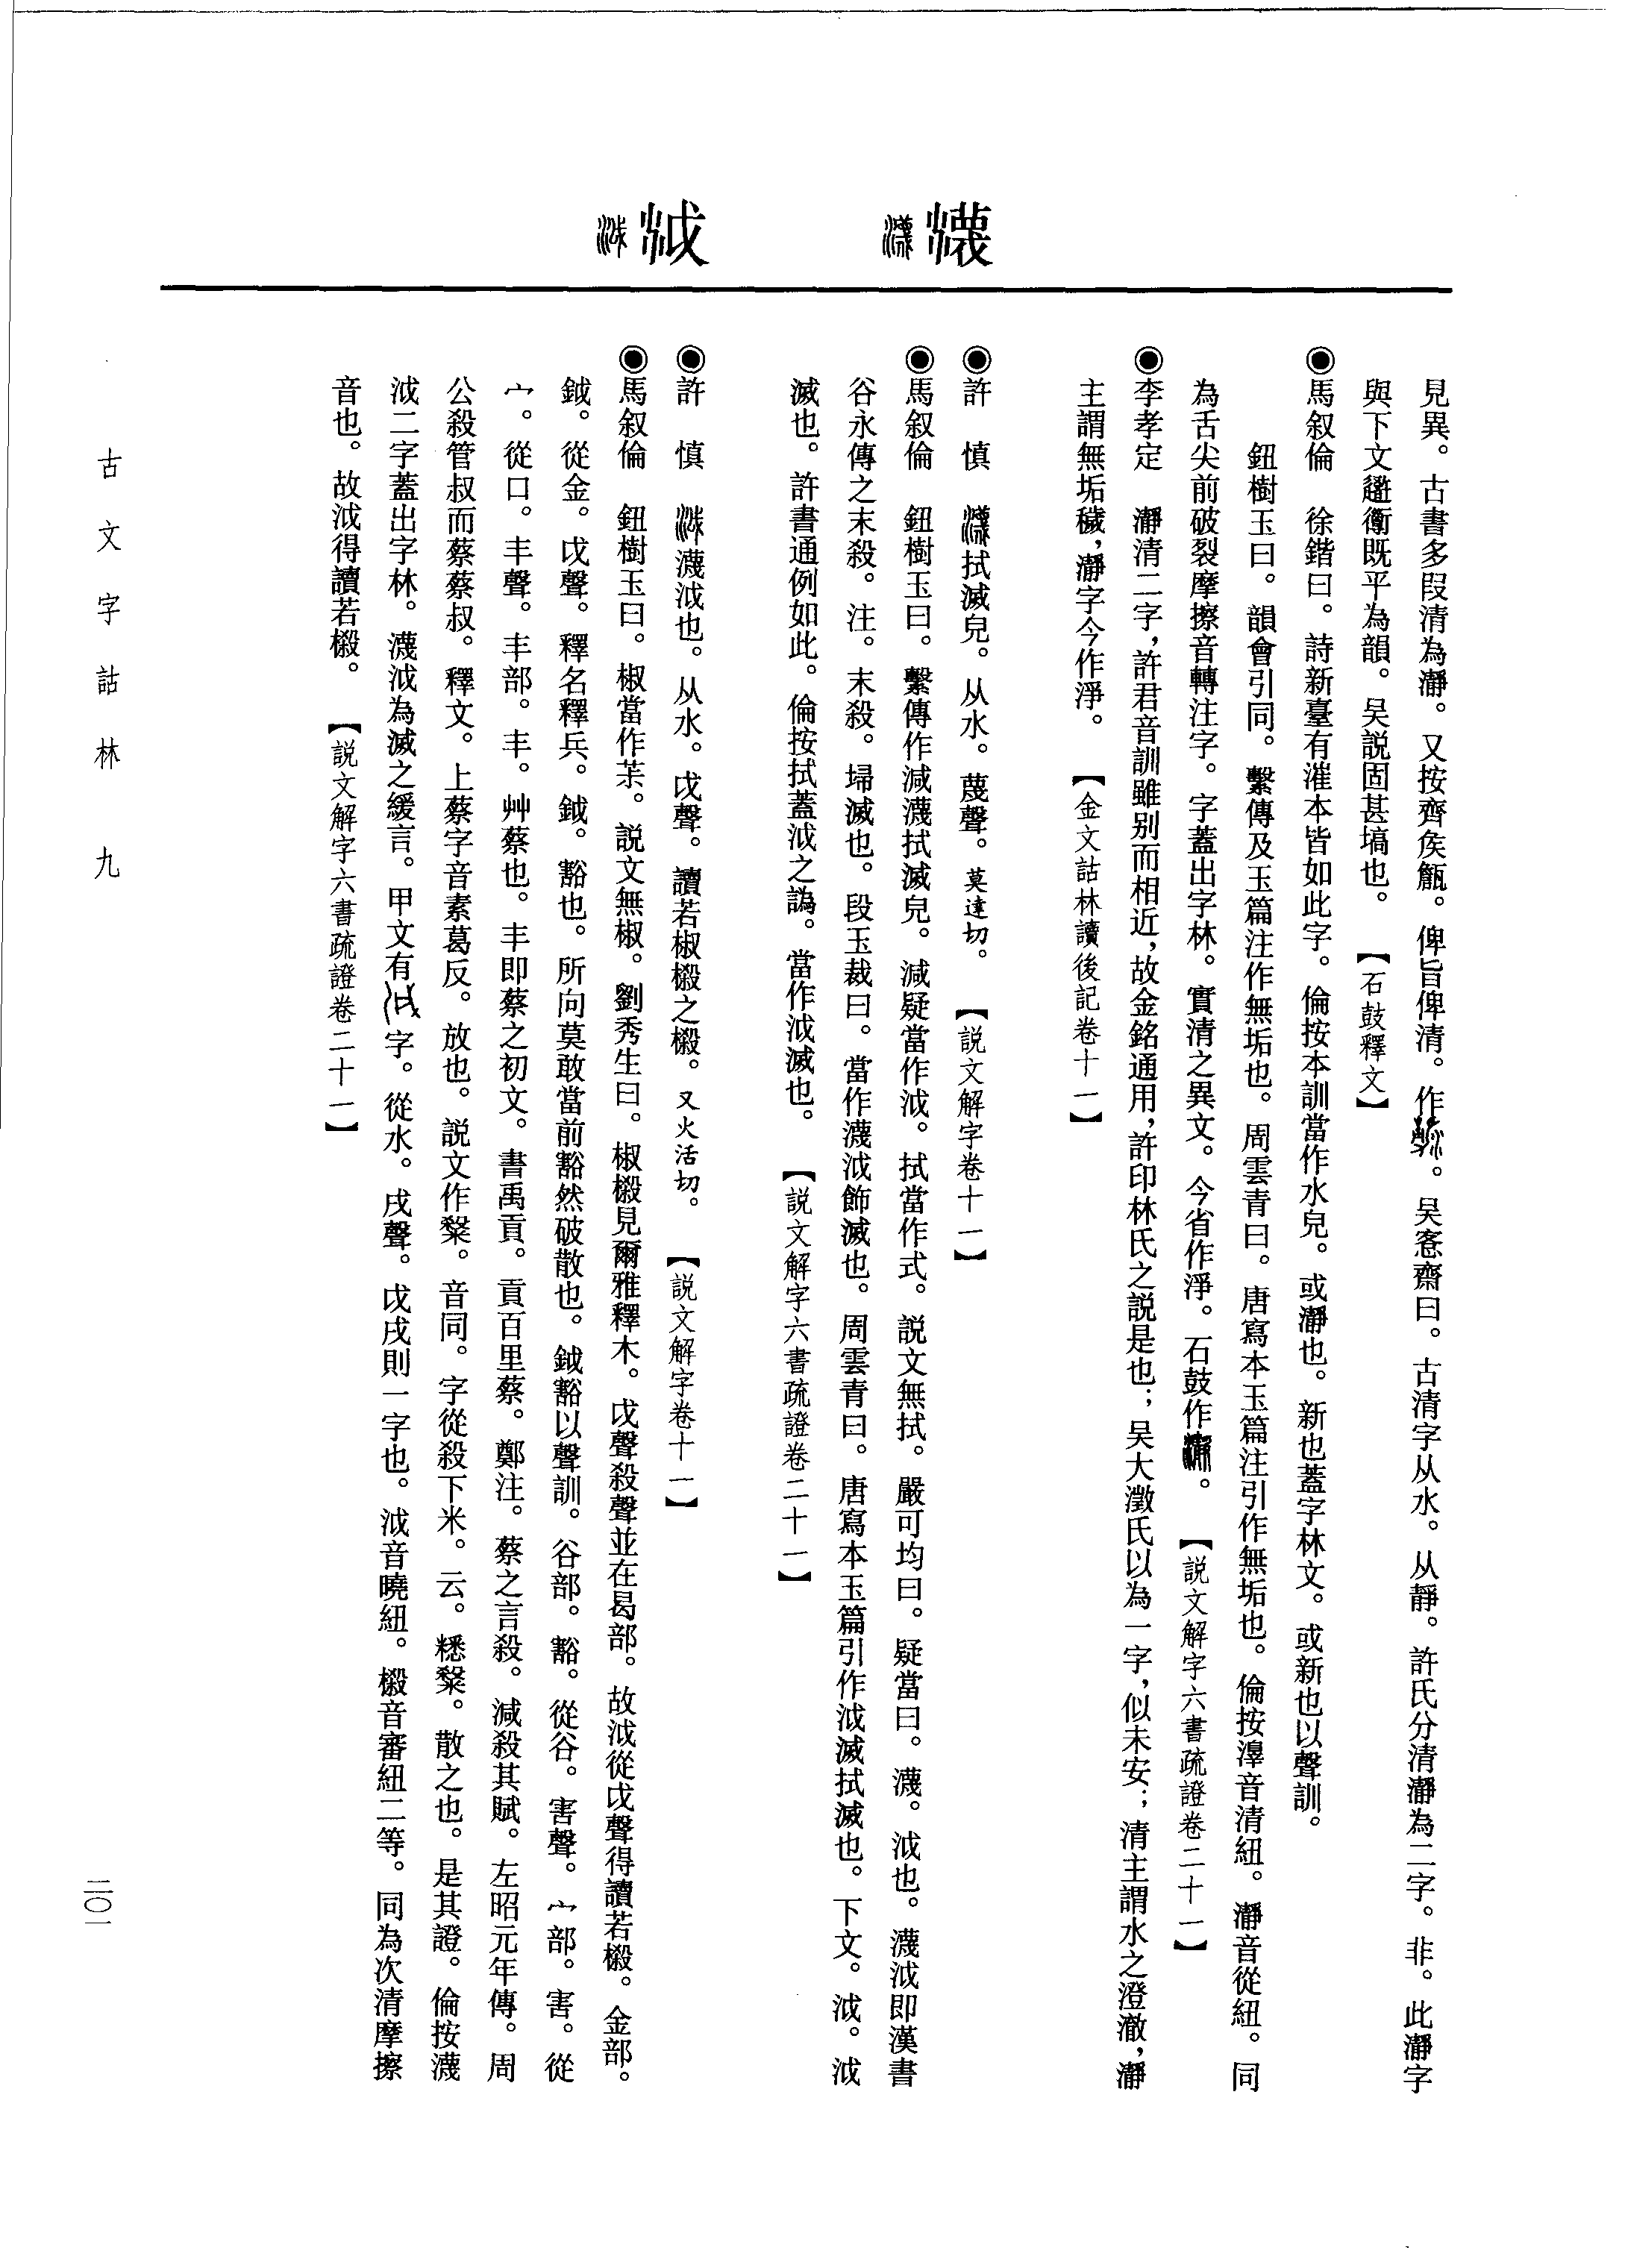 瀎
泧
見異。古書多叚清為瀞。又按齊矦甔。俾旨俾清。作。吴愙齋曰。古清字从水。从靜。許氏分清瀞為二字。非。此瀞字
與下文衛既平為韻。吴説固甚塙也。【石鼓釋文】
◉馬叙倫 徐鍇曰。詩新臺有漼本皆如此字。倫按本訓當作水皃。或瀞也。新也蓋字林文。或新也以聲訓。
鈕樹玉曰。韻會引同。繫傳及玉篇注作無垢也。周雲青曰。唐寫本玉篇注引作無垢也。倫按漼音清紐。瀞音從紐。同
為舌尖前破裂摩擦音轉注字。字蓋出字林。實清之異文。今省作淨。石鼓作。【説文解字六書疏證卷二十一】
◉李孝定 瀞清二字，許君音訓雖别而相近，故金銘通用，許印林氏之説是也；吴大澂氏以為一字，似未安；清主謂水之澄澈，瀞
主謂無垢穢，瀞字今作淨。【金文詁林讀後記卷十一】
◉許 慎 拭滅皃。从水。蔑聲。莫達切。【説文解字卷十一】
◉馬叙倫 鈕樹玉曰。繫傳作減瀎拭滅皃。減疑當作泧。拭當作式。説文無拭。嚴可均曰。疑當曰。瀎。泧也。瀎泧即漢書
谷永傳之末殺。注。末殺。埽滅也。段玉裁曰。當作瀎泧飾滅也。周雲青曰。唐寫本玉篇引作泧滅拭滅也。下文。泧。泧
滅也。許書通例如此。倫按拭蓋泧之譌。當作泧滅也。【説文解字六書疏證卷二十一】
◉許 慎 瀎泧也。从水。戉聲。讀若椒樧之樧。又火活切。【説文解字卷十一】
◉馬叙倫 鈕樹玉曰。椒當作茮。説文無椒。劉秀生曰。椒樧見爾雅釋木。戉聲殺聲並在曷部。故泧從戉聲得讀若樧。金部。
鉞。從金。戉聲。釋名釋兵。鉞。豁也。所向莫敢當前豁然破散也。鉞豁以聲訓。谷部。豁。從谷。害聲。宀部。害。從
宀。從口。丯聲。丯部。丯。艸蔡也。丯即蔡之初文。書禹貢。貢百里蔡。鄭注。蔡之言殺。減殺其賦。左昭元年傳。周
公殺管叔而蔡蔡叔。釋文。上蔡字音素葛反。放也。説文作䊝。音同。字從殺下米。云。䊛䊝。散之也。是其證。倫按瀎
泧二字蓋出字林。瀎泧為滅之緩言。甲文有字。從水。戌聲。戉戌則一字也。泧音曉紐。樧音審紐二等。同為次清摩擦
音也。故泧得讀若樧。【説文解字六書疏證卷二十一】
古文字詁林 九
二〇一